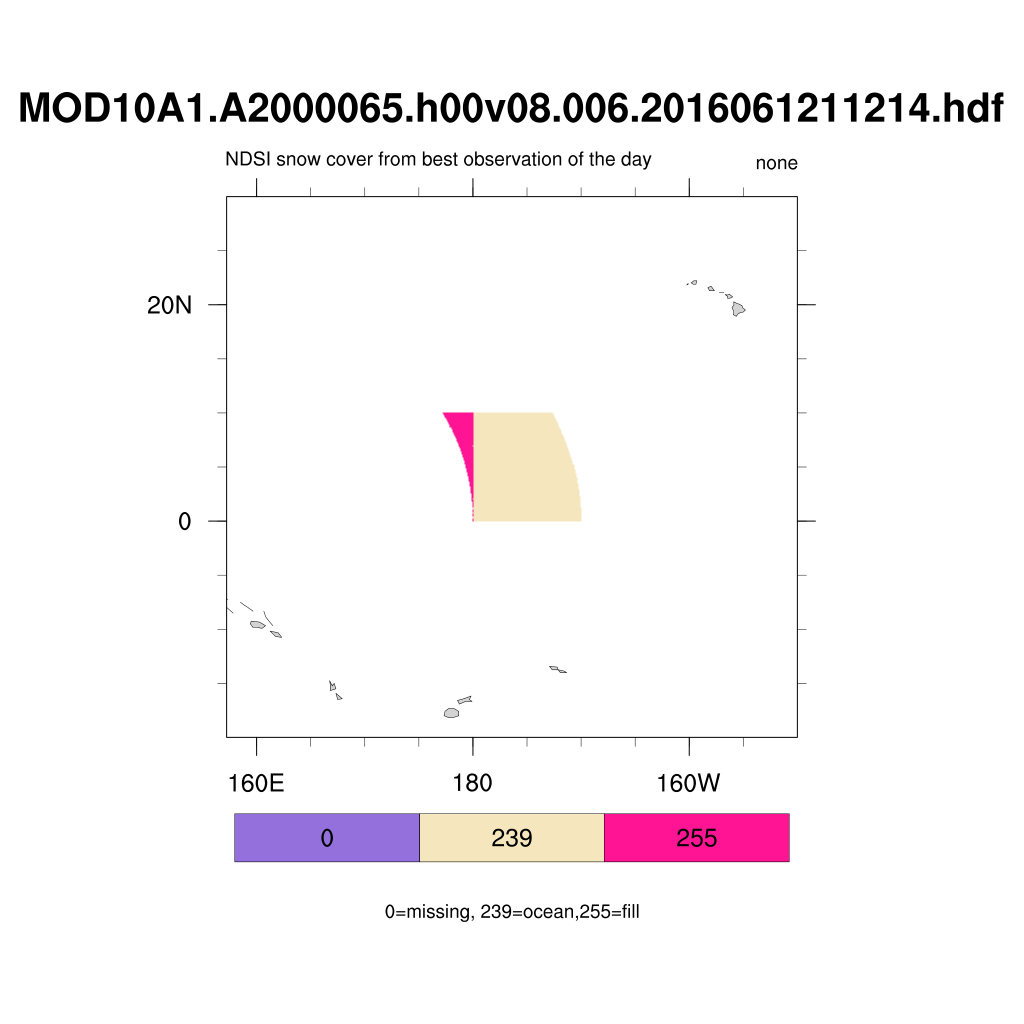 MOD10A1.A2000065.h00v08.006.2016061211214.hdf
NDSI snow cover from best observation of the day
none
20N
0
160E
180
160W
0
239
255
0=missing, 239=ocean,255=fill